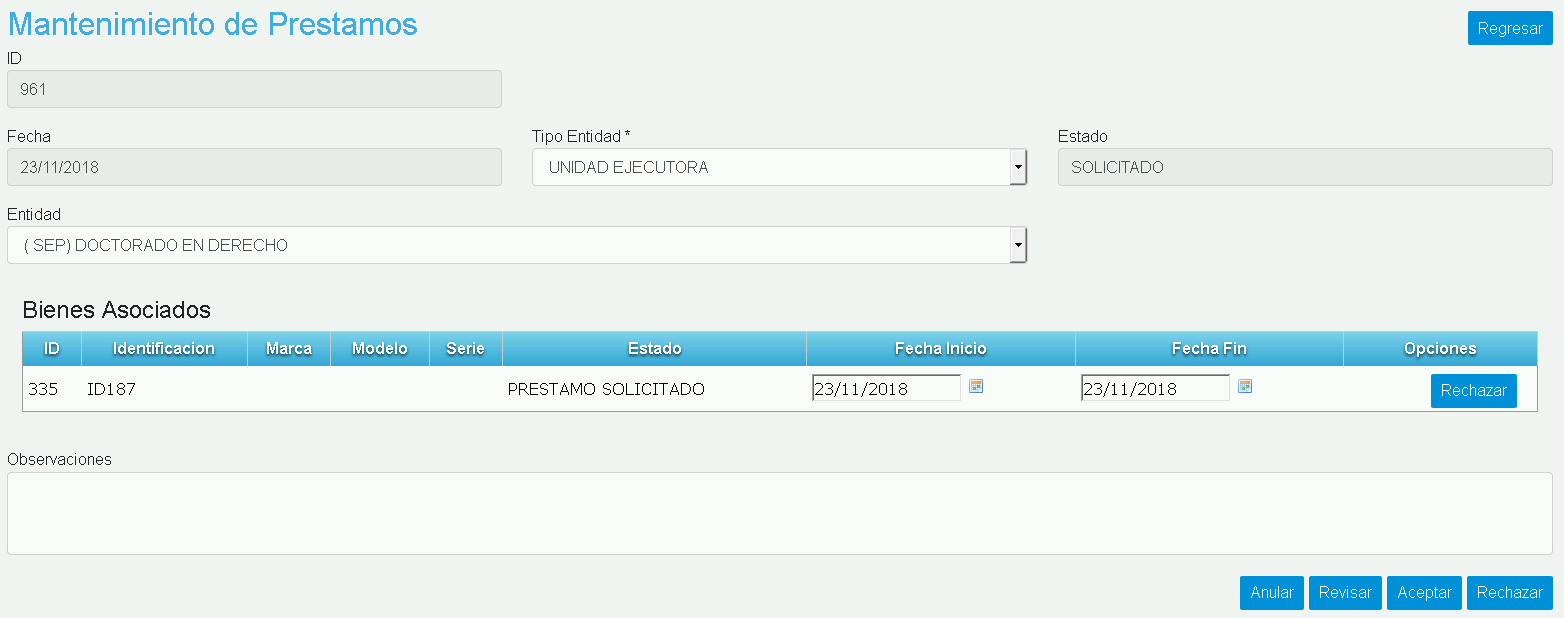 Mantenimiento de Prestamos
Regresar
ID
961
Fecha
Tipo Entidad *
Estado
23/11/2018
UNIDAD EJECUTORA
SOLICITADO
Entidad
( SEP) DOCTORADO EN DERECHO
Bienes Asociados
ID Identificacion Marca Modelo Serie Estado Fecha Inicio Fecha Fin Opciones
335 ID187 PRESTAMO SOLICITADO 23/11/2018 23/11/2018 Rechazar
Observaciones
Anular Revisar Aceptar Rechazar